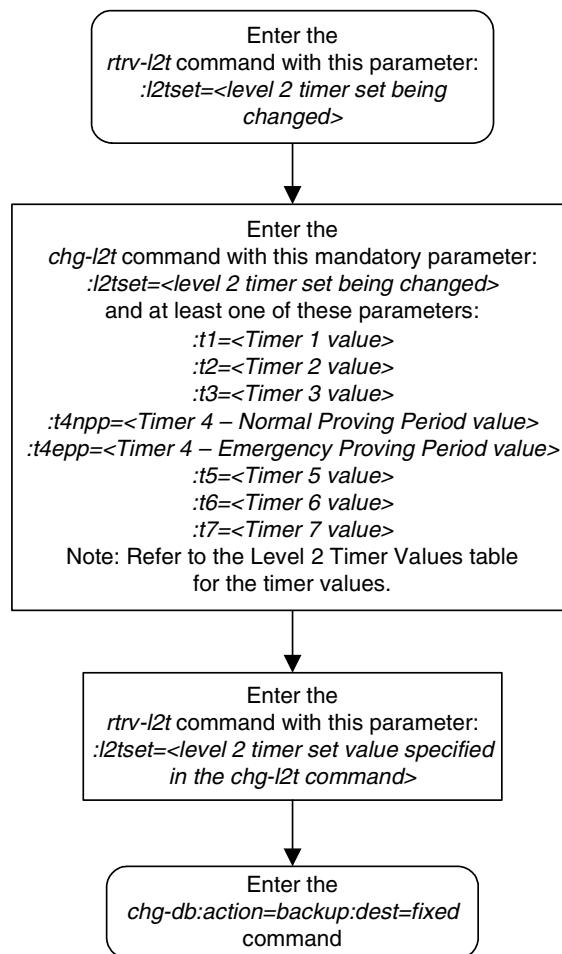 Enter the
rtrv-l2t command with this parameter:
:l2tset=<level 2 timer set being
changed>
Enter the
chg-l2t command with this mandatory parameter:
:l2tset=<level 2 timer set being changed>
and at least one of these parameters:
:t1=<Timer 1 value>
:t2=<Timer 2 value>
:t3=<Timer 3 value>
:t4npp=<Timer 4 – Normal Proving Period value>
:t4epp=<Timer 4 – Emergency Proving Period value>
:t5=<Timer 5 value>
:t6=<Timer 6 value>
:t7=<Timer 7 value>
Note: Refer to the Level 2 Timer Values table
for the timer values.
Enter the
rtrv-l2t command with this parameter:
:l2tset=<level 2 timer set value specified
in the chg-l2t command>
Enter the
chg-db:action=backup:dest=fixed
command